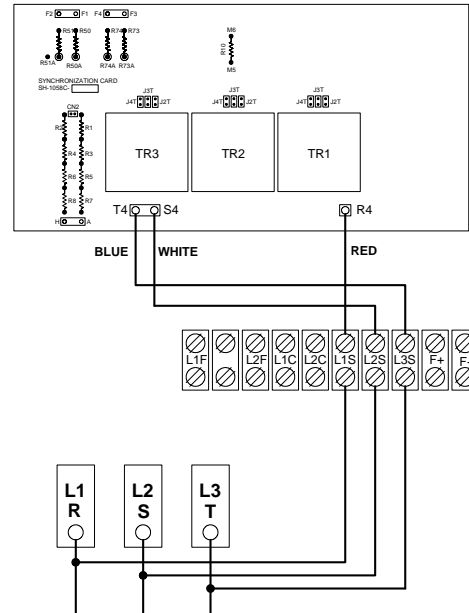 F2 F1 F4 F3
R51 R50 R74 R73
R51A R50A R74A R73A
M6
R10
M5
SYNCHRONIZATION CARD
SH-1058C-
CN2
J3T J3T J3T
J4T J2T J4T J2T J4T J2T
R2 R1
R4 R3
R6 R5
R8 R7
H A
TR3 TR2 TR1
T4 S4 R4
BLUE WHITE RED
L1F L2F L1C L2C L1S L2S L3S F+ F-
L1 L2 L3
R S T